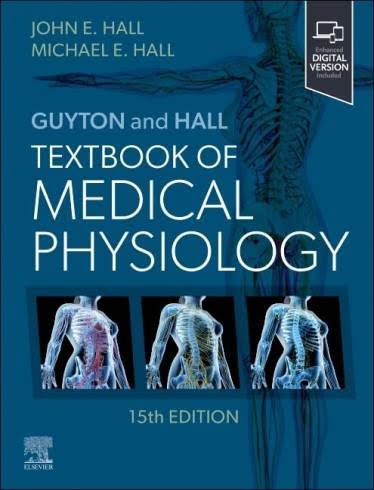 JOHN E. HALL
MICHAEL E. HALL
Enhanced
DIGITAL
VERSION
Included
GUYTON and HALL
TEXTBOOK OF
MEDICAL
PHYSIOLOGY
15th EDITION
ELSEVIER